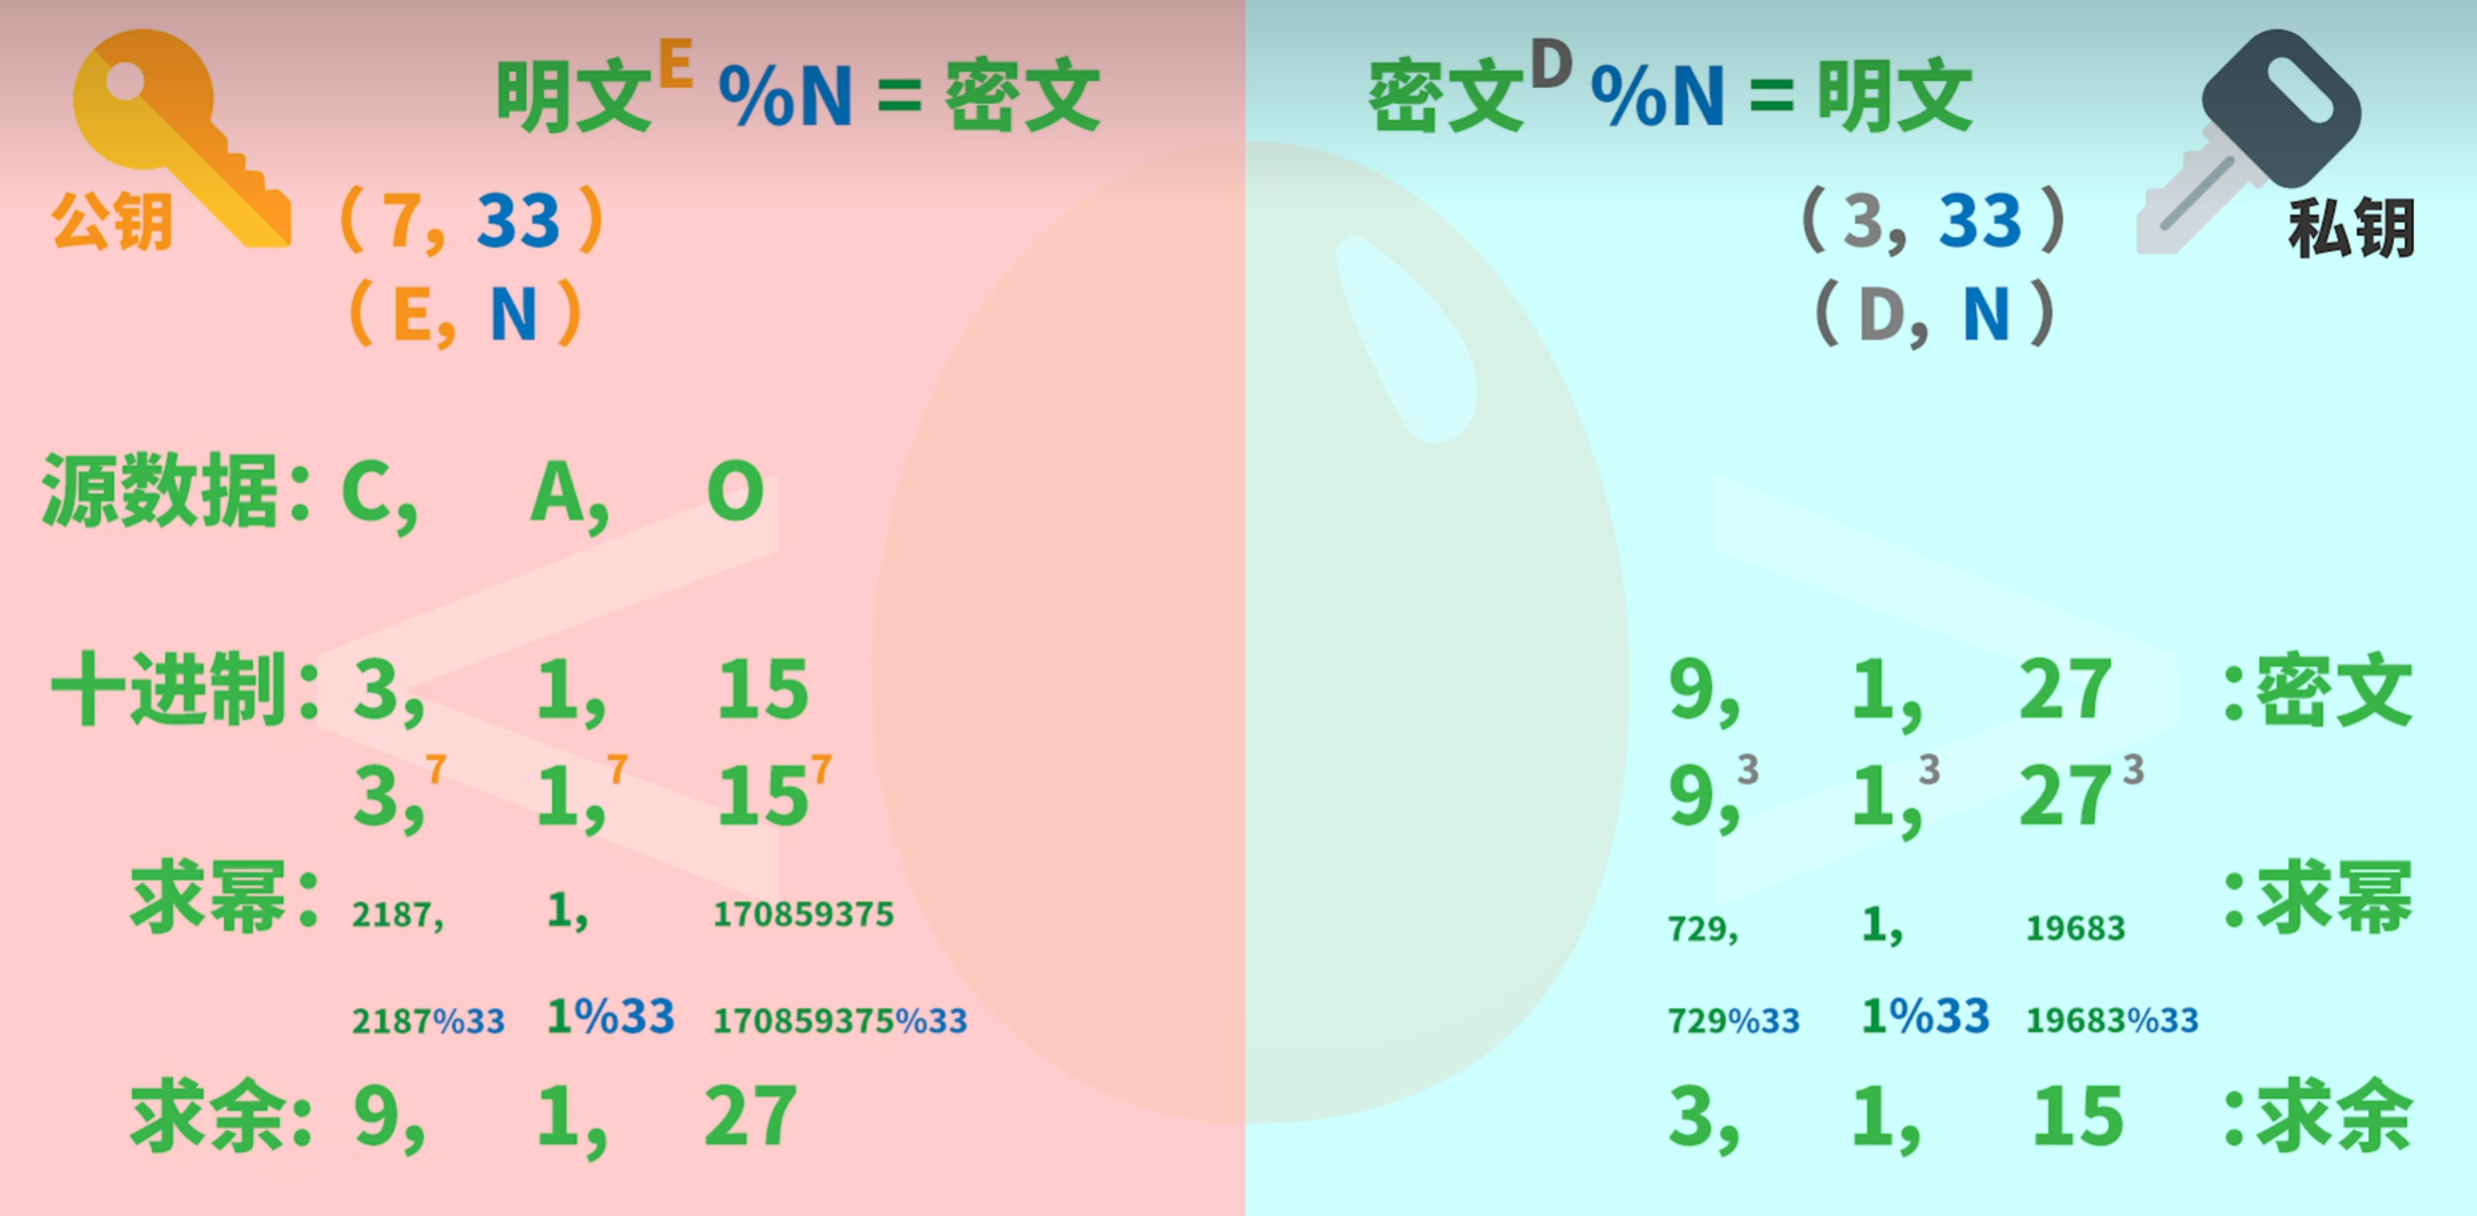 明文E %N = 密文
公钥 （7, 33）
（E, N）
源数据：C, A, O
十进制：3, 1, 15
3,7 1,7 157
求幂：2187, 1, 170859375
2187%33 1%33 170859375%33
求余：9, 1, 27
密文D %N = 明文
（3, 33） 私钥
（D, N）
9, 1, 27 ：密文
9,3 1,3 273
729, 1, 19683 ：求幂
729%33 1%33 19683%33
3, 1, 15 ：求余